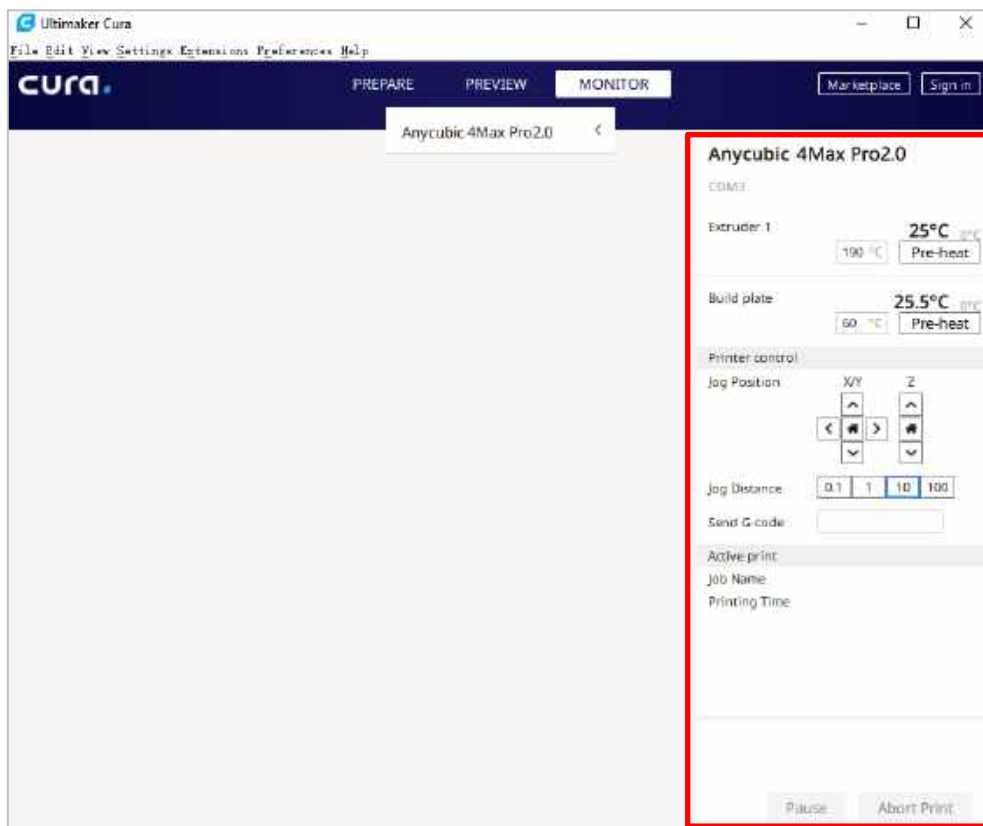 Ultimaker Cura
File Edit View Settings Extensions Preferences Help
cura.
PREPARE PREVIEW MONITOR
Marketplace Sign in
Anycubic 4Max Pro2.0
Anycubic 4Max Pro2.0
COM3
Extruder 1 25°C 0°C
190 °C Pre-heat
Build plate 25.5°C 0°C
60 °C Pre-heat
Printer control
Jog Position X/Y Z
Jog Distance 0.1 1 10 100
Send G-code
Active print
Job Name
Printing Time
Pause Abort Print